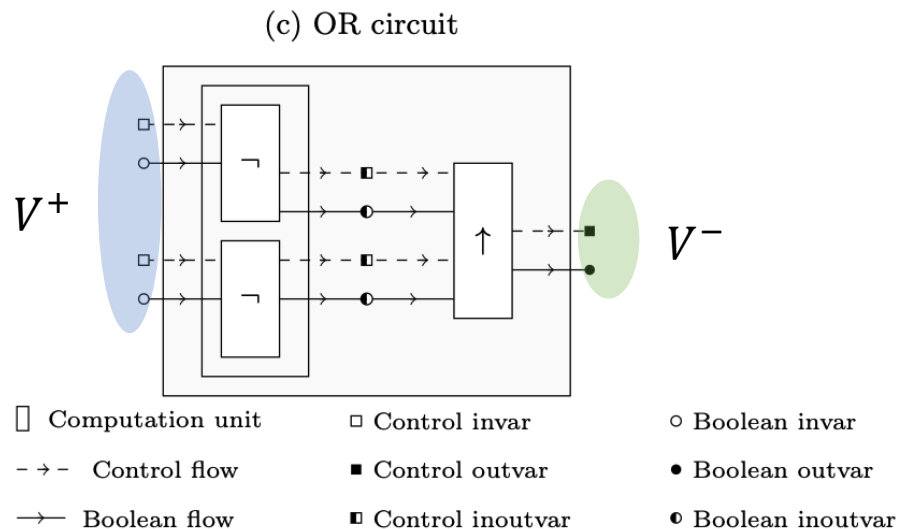 (c) OR circuit
¬
V⁺
↑
V⁻
¬
Computation unit
Control invar
Boolean invar
Control flow
Control outvar
Boolean outvar
Boolean flow
Control inoutvar
Boolean inoutvar